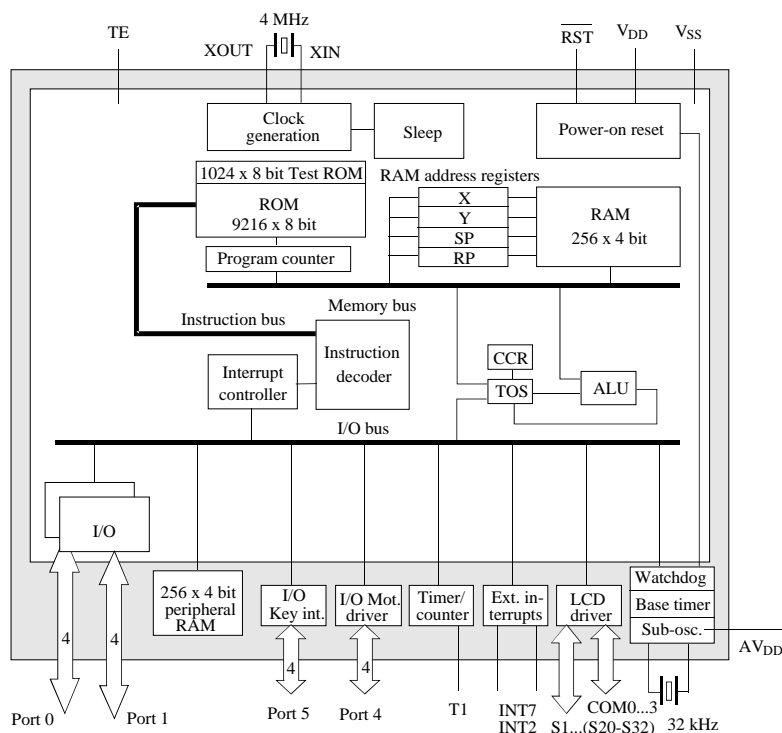 4 MHz
TE
XOUT
XIN
RST
VDD
VSS
Clock
generation
Sleep
Power-on reset
1024 x 8 bit Test ROM
ROM
9216 x 8 bit
Program counter
RAM address registers
X
Y
SP
RP
RAM
256 x 4 bit
Memory bus
Instruction bus
Instruction
decoder
Interrupt
controller
CCR
TOS
ALU
I/O bus
I/O
256 x 4 bit
peripheral
RAM
I/O
Key int.
I/O Mot.
driver
Timer/
counter
Ext. in-
terrupts
LCD
driver
Watchdog
Base timer
Sub-osc.
AVDD
4
4
4
4
Port 0
Port 1
Port 5
Port 4
T1
INT7
INT2
COM0...3
S1...(S20-S32)
32 kHz